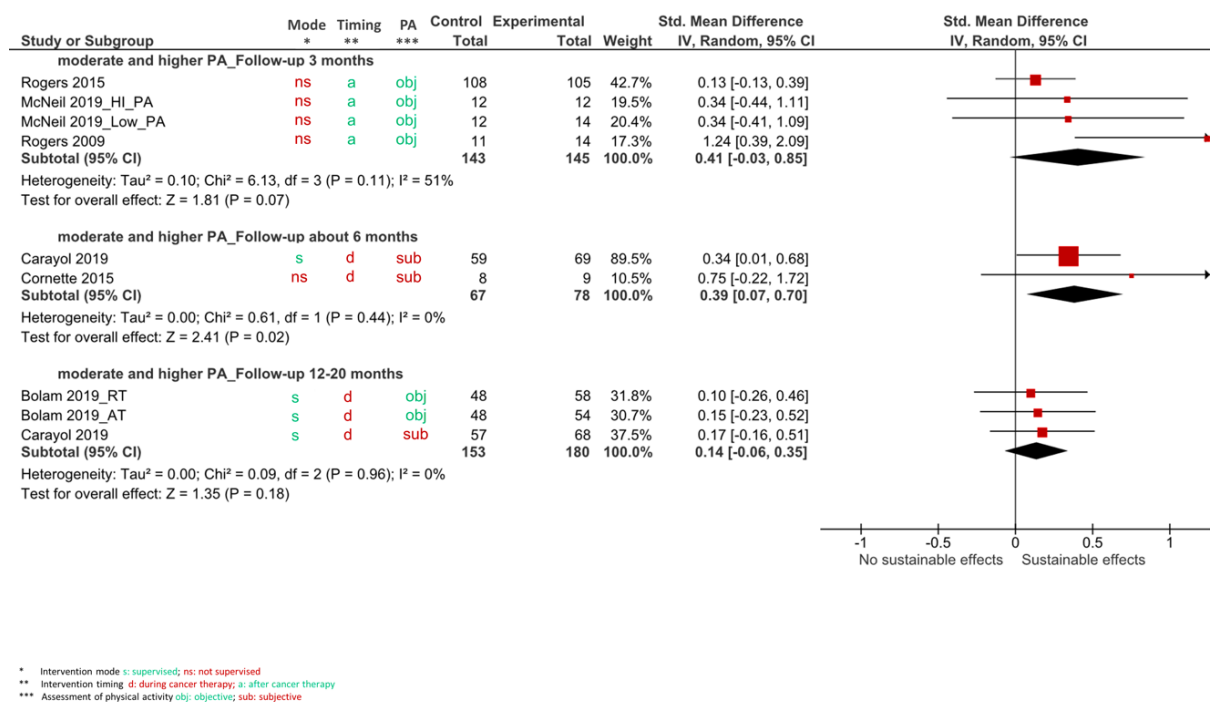 Mode Timing PA Control Experimental Std. Mean Difference Std. Mean Difference
Study or Subgroup * ** *** Total Total Weight IV, Random, 95% CI IV, Random, 95% CI
moderate and higher PA_Follow-up 3 months
Rogers 2015 ns a obj 108 105 42.7% 0.13 [-0.13, 0.39]
McNeil 2019_HI_PA ns a obj 12 12 19.5% 0.34 [-0.44, 1.11]
McNeil 2019_Low_PA ns a obj 12 14 20.4% 0.34 [-0.41, 1.09]
Rogers 2009 ns a obj 11 14 17.3% 1.24 [0.39, 2.09]
Subtotal (95% CI) 143 145 100.0% 0.41 [-0.03, 0.85]
Heterogeneity: Tau² = 0.10; Chi² = 6.13, df = 3 (P = 0.11); I² = 51%
Test for overall effect: Z = 1.81 (P = 0.07)
moderate and higher PA_Follow-up about 6 months
Carayol 2019 s d sub 59 69 89.5% 0.34 [0.01, 0.68]
Cornette 2015 ns d sub 8 9 10.5% 0.75 [-0.22, 1.72]
Subtotal (95% CI) 67 78 100.0% 0.39 [0.07, 0.70]
Heterogeneity: Tau² = 0.00; Chi² = 0.61, df = 1 (P = 0.44); I² = 0%
Test for overall effect: Z = 2.41 (P = 0.02)
moderate and higher PA_Follow-up 12-20 months
Bolam 2019_RT s d obj 48 58 31.8% 0.10 [-0.26, 0.46]
Bolam 2019_AT s d obj 48 54 30.7% 0.15 [-0.23, 0.52]
Carayol 2019 s d sub 57 68 37.5% 0.17 [-0.16, 0.51]
Subtotal (95% CI) 153 180 100.0% 0.14 [-0.06, 0.35]
Heterogeneity: Tau² = 0.00; Chi² = 0.09, df = 2 (P = 0.96); I² = 0%
Test for overall effect: Z = 1.35 (P = 0.18)
-1 -0.5 0 0.5 1
No sustainable effects Sustainable effects
* Intervention mode s: supervised; ns: not supervised
** Intervention timing d: during cancer therapy; a: after cancer therapy
*** Assessment of physical activity obj: objective; sub: subjective